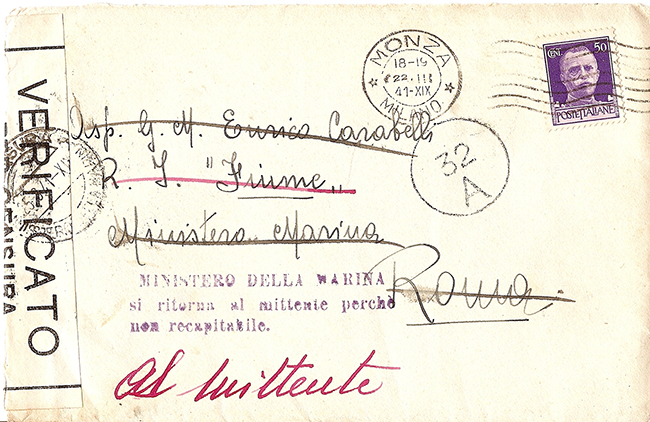 MONZA
18-19
22.III
41-XIX
MILANO
CENT. 50
POSTE ITALIANE
VERIFICATO
CENSURA
Asp. G. M. Enrico Carabelli
R. I. "Fiume"
Ministero Marina
Roma
32
A
MINISTERO DELLA MARINA
si ritorna al mittente perchè
non recapitabile.
Al mittente